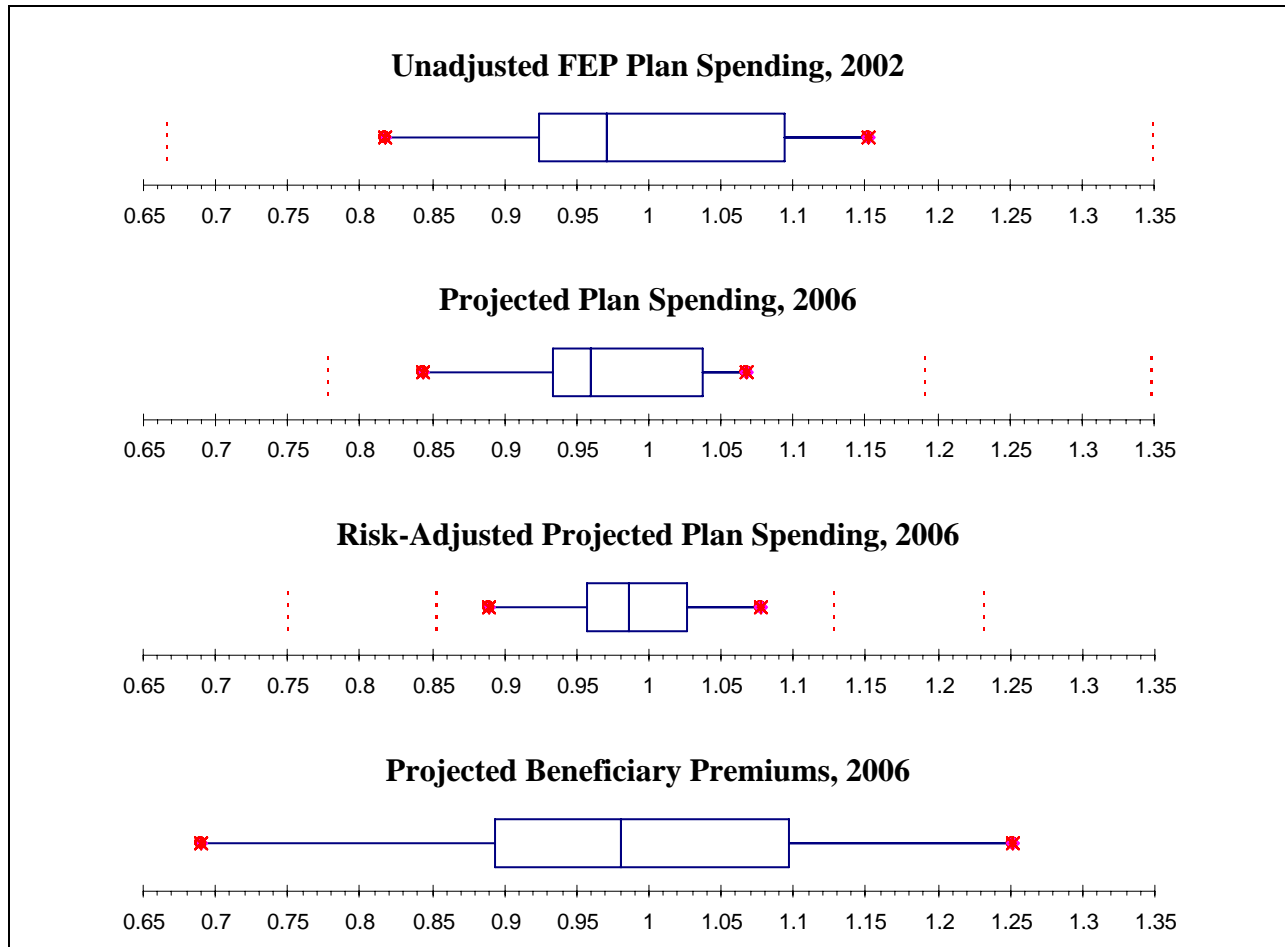 Unadjusted FEP Plan Spending, 2002
0.65 0.7 0.75 0.8 0.85 0.9 0.95 1 1.05 1.1 1.15 1.2 1.25 1.3 1.35
Projected Plan Spending, 2006
0.65 0.7 0.75 0.8 0.85 0.9 0.95 1 1.05 1.1 1.15 1.2 1.25 1.3 1.35
Risk-Adjusted Projected Plan Spending, 2006
0.65 0.7 0.75 0.8 0.85 0.9 0.95 1 1.05 1.1 1.15 1.2 1.25 1.3 1.35
Projected Beneficiary Premiums, 2006
0.65 0.7 0.75 0.8 0.85 0.9 0.95 1 1.05 1.1 1.15 1.2 1.25 1.3 1.35